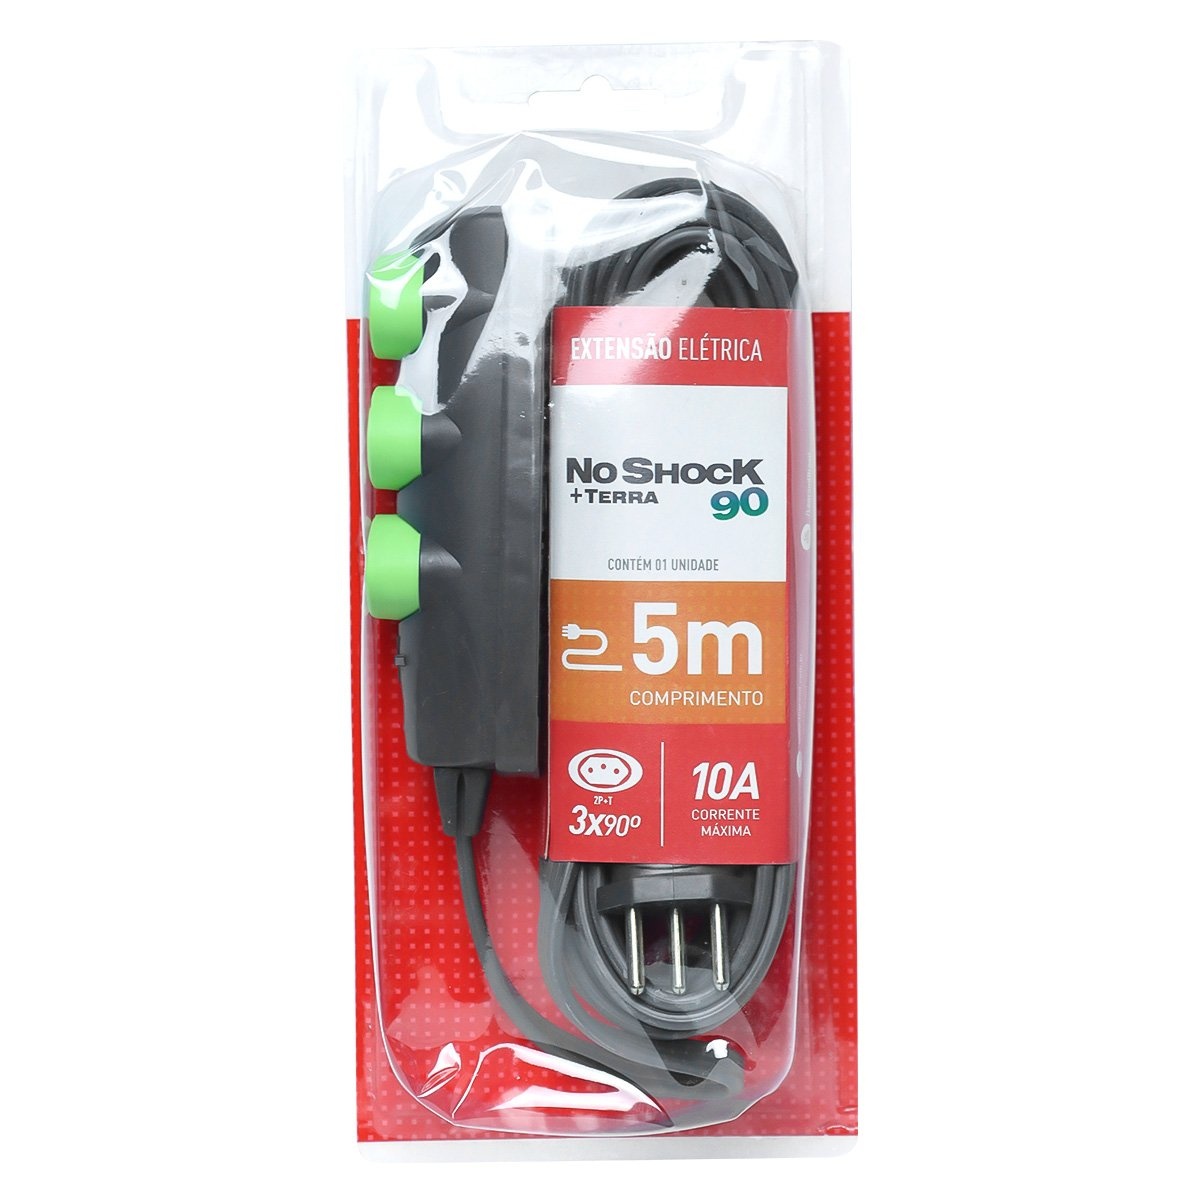 EXTENSÃO ELÉTRICA
NO SHOCK
+TERRA 90
CONTÉM 01 UNIDADE
5m
COMPRIMENTO
2P+T
3x90º
10A
CORRENTE
MÁXIMA